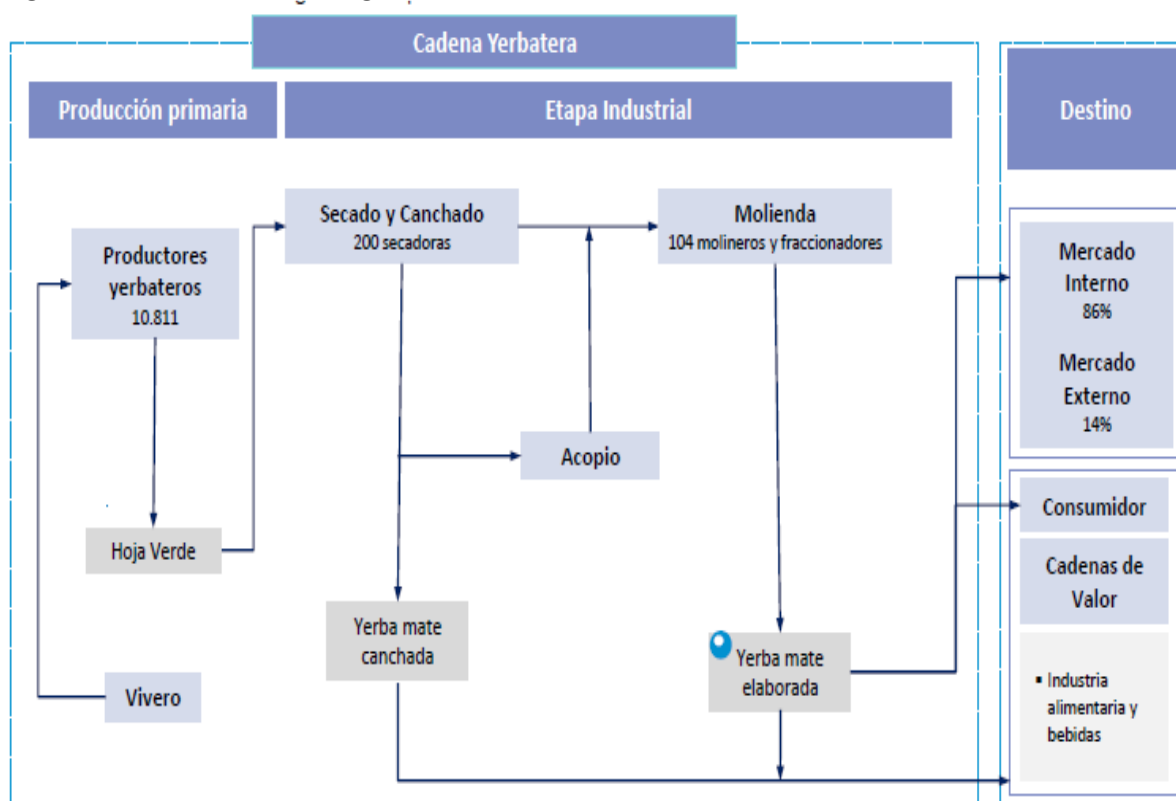 Cadena Yerbatera
Producción primaria
Etapa Industrial
Destino
Secado y Canchado
200 secadoras
Molienda
104 molineros y fraccionadores
Productores
yerbateros
10.811
Mercado
Interno
86%
Mercado
Externo
14%
Acopio
Hoja Verde
Consumidor
Cadenas de
Valor
Yerba mate
canchada
Yerba mate
elaborada
Vivero
▪ Industria
alimentaria y
bebidas